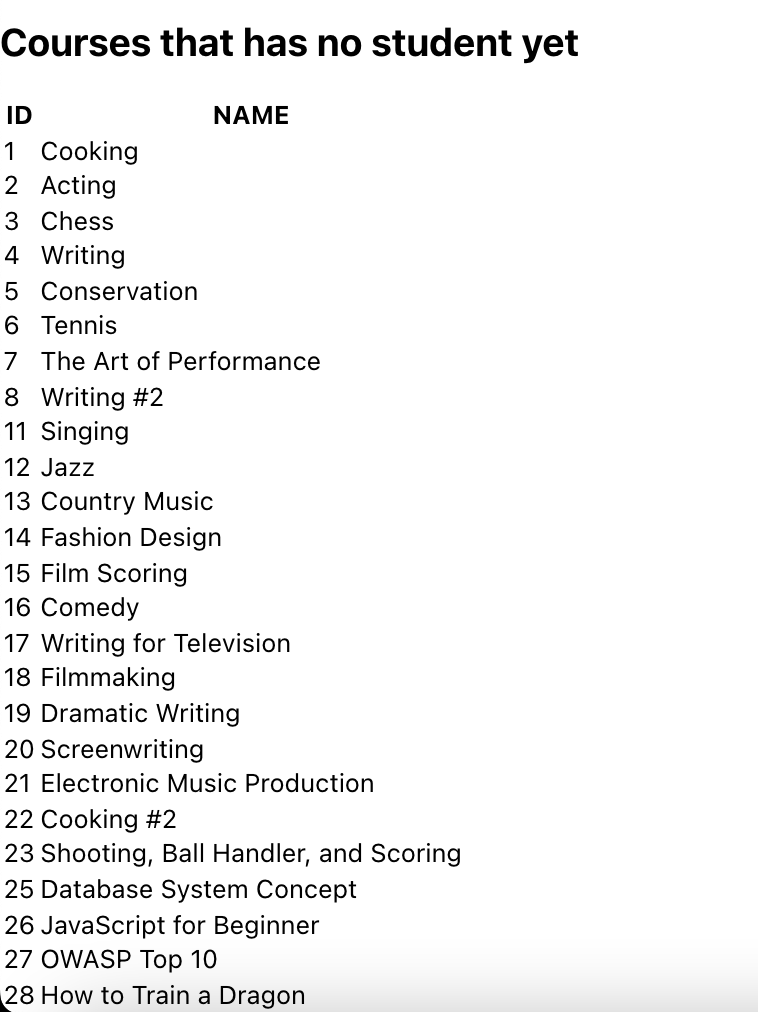 Courses that has no student yet
ID NAME
1 Cooking
2 Acting
3 Chess
4 Writing
5 Conservation
6 Tennis
7 The Art of Performance
8 Writing #2
11 Singing
12 Jazz
13 Country Music
14 Fashion Design
15 Film Scoring
16 Comedy
17 Writing for Television
18 Filmmaking
19 Dramatic Writing
20 Screenwriting
21 Electronic Music Production
22 Cooking #2
23 Shooting, Ball Handler, and Scoring
25 Database System Concept
26 JavaScript for Beginner
27 OWASP Top 10
28 How to Train a Dragon